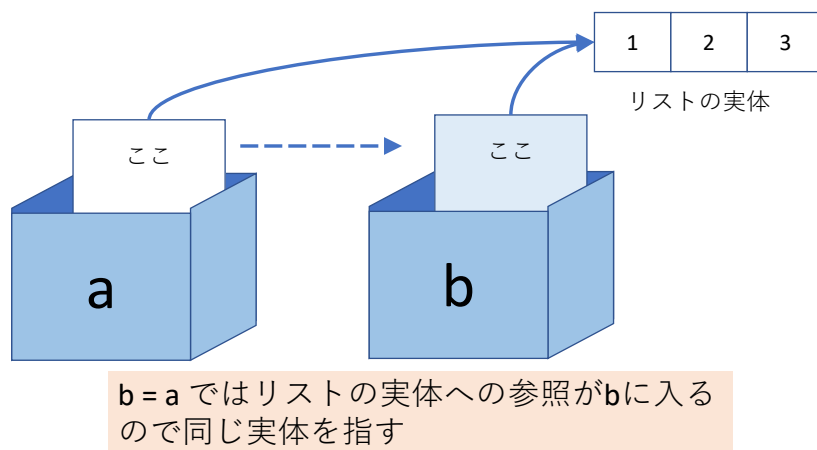 1 2 3
リストの実体
ここ
ここ
a
b
b = a ではリストの実体への参照がbに入る
ので同じ実体を指す